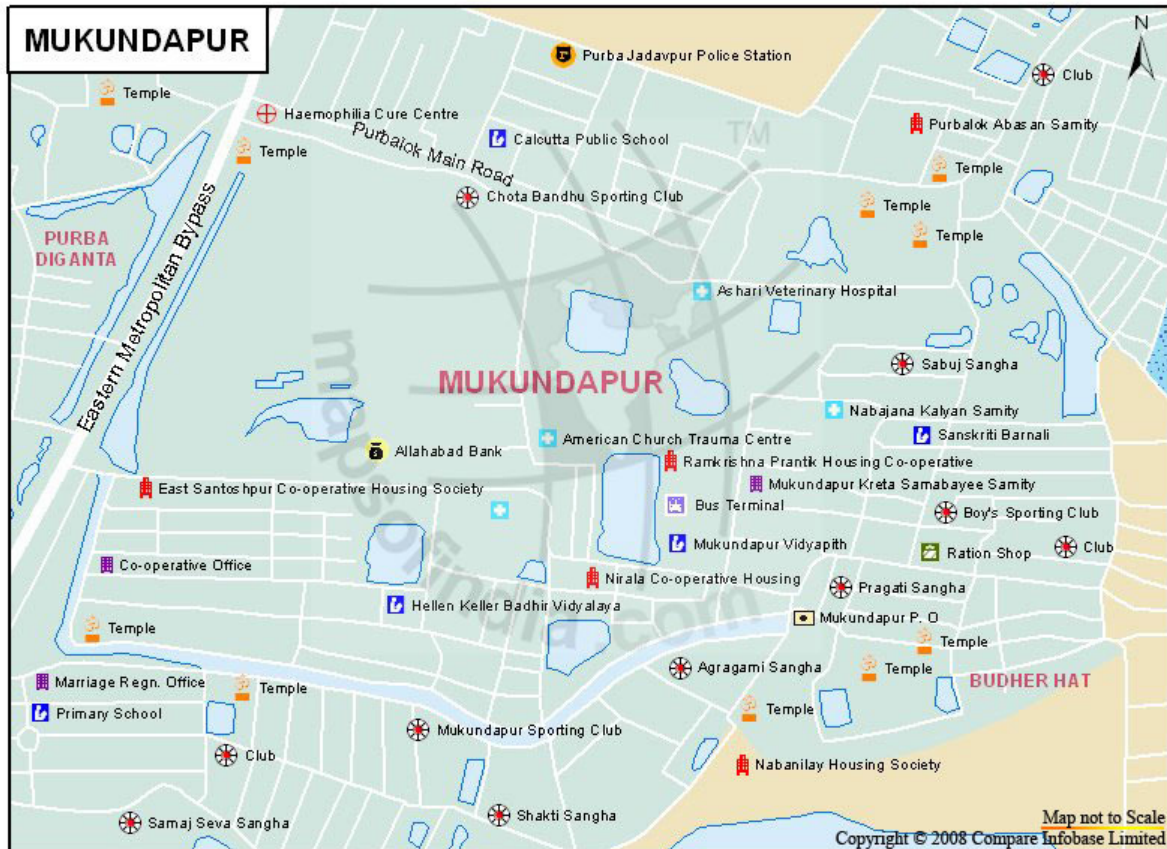 MUKUNDAPUR
N
Purba Jadavpur Police Station
Club
Temple
Haemophilia Cure Centre
Purbalok Abasan Samity
Temple
Purbalok Main Road
Calcutta Public School
TM
Temple
Chota Bandhu Sporting Club
Temple
Temple
PURBA
DIGANTA
Eastern Metropolitan Bypass
Ashari Veterinary Hospital
Sabuj Sangha
MUKUNDAPUR
mapsofindia.com
Nabajana Kalyan Samity
Allahabad Bank
American Church Trauma Centre
Sanskriti Barnali
Ramkrishna Prantik Housing Co-operative
East Santoshpur Co-operative Housing Society
Mukundapur Kreta Samabayee Samity
Bus Terminal
Boy's Sporting Club
Mukundapur Vidyapith
Ration Shop
Club
Co-operative Office
Nirala Co-operative Housing
Pragati Sangha
Hellen Keller Badhir Vidyalaya
Mukundapur P. O
Temple
Temple
Agragami Sangha
Temple
BUDHER HAT
Marriage Regn. Office
Temple
Primary School
Temple
Mukundapur Sporting Club
Club
Nabanilay Housing Society
Samaj Seva Sangha
Shakti Sangha
Map not to Scale
Copyright © 2008 Compare Infobase Limited